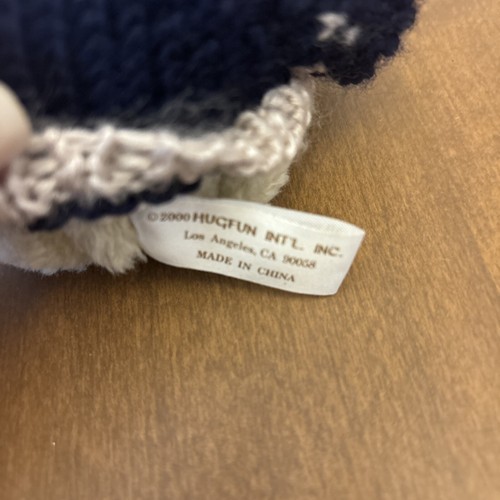 © 2000 HUGFUN INT'L. INC.
Los Angeles, CA 90058
MADE IN CHINA